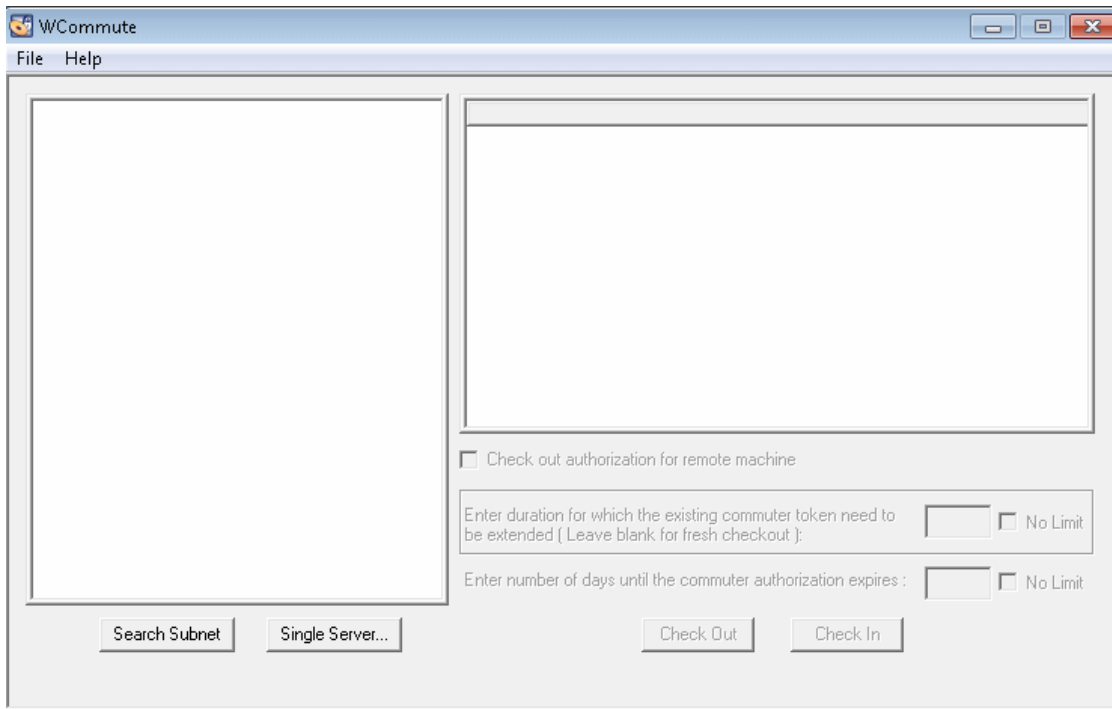 WCommute
File Help
Check out authorization for remote machine
Enter duration for which the existing commuter token need to
be extended ( Leave blank for fresh checkout ):
No Limit
Enter number of days until the commuter authorization expires :
No Limit
Search Subnet
Single Server...
Check Out
Check In